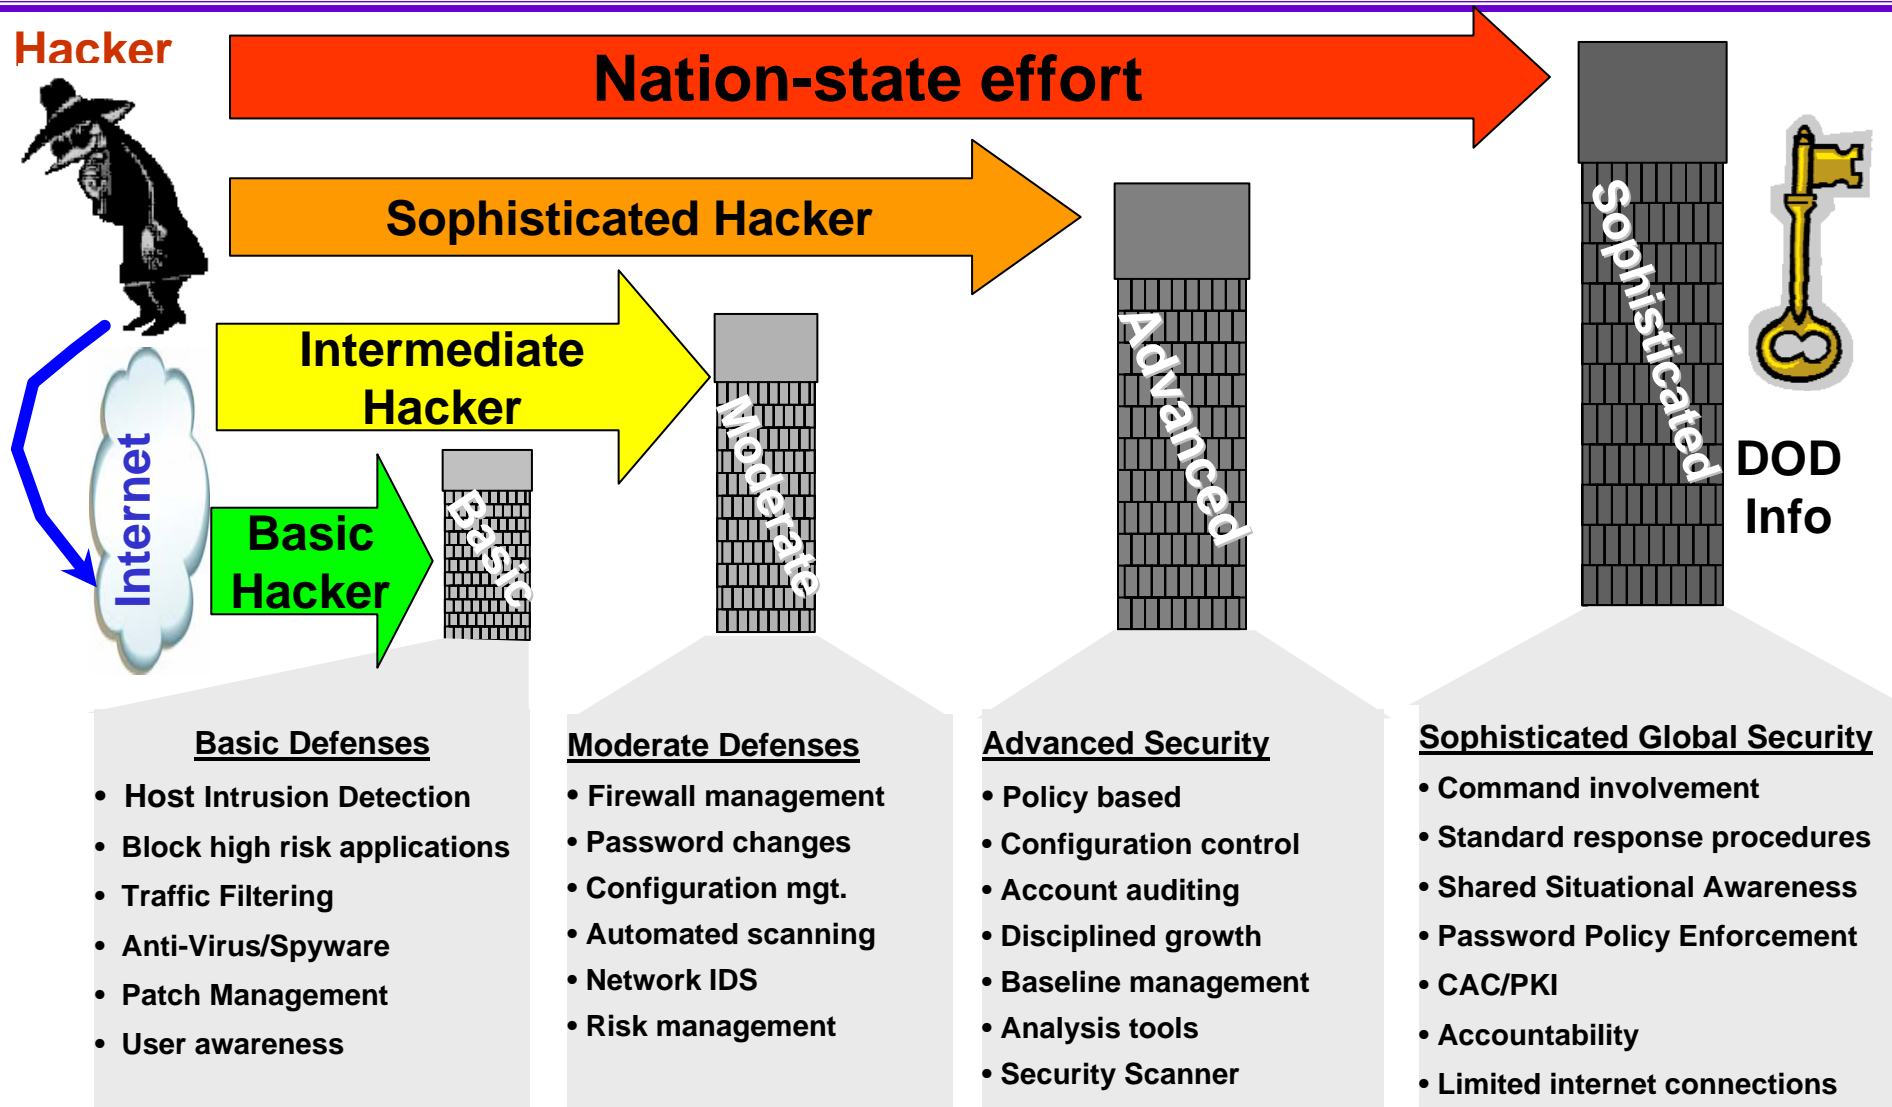 Hacker
Nation-state effort
Sophisticated Hacker
Intermediate
Hacker
Basic
Hacker
Internet
Basic
Moderate
Advanced
Sophisticated
DOD
Info
Basic Defenses
• Host Intrusion Detection
• Block high risk applications
• Traffic Filtering
• Anti-Virus/Spyware
• Patch Management
• User awareness
Moderate Defenses
• Firewall management
• Password changes
• Configuration mgt.
• Automated scanning
• Network IDS
• Risk management
Advanced Security
• Policy based
• Configuration control
• Account auditing
• Disciplined growth
• Baseline management
• Analysis tools
• Security Scanner
Sophisticated Global Security
• Command involvement
• Standard response procedures
• Shared Situational Awareness
• Password Policy Enforcement
• CAC/PKI
• Accountability
• Limited internet connections